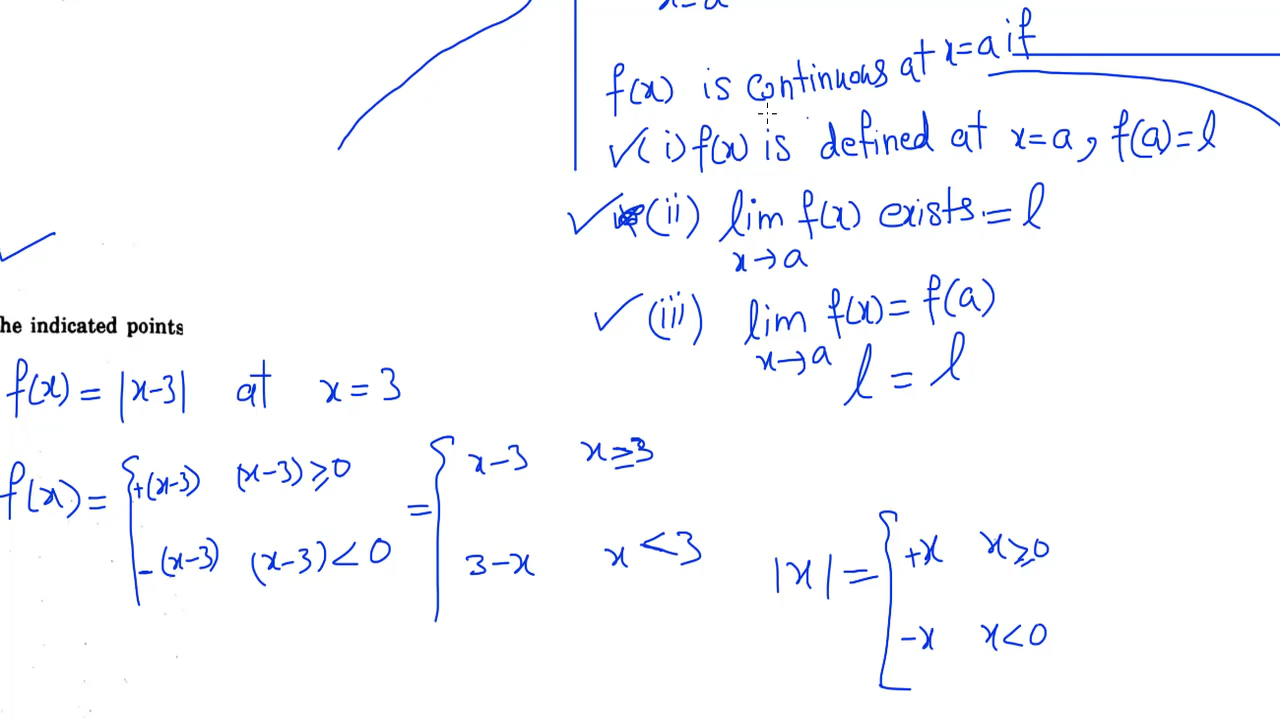 x=a
f(x) is continuous at x=a if
✓(i) f(x) is defined at x=a, f(a)=l
✓(ii) lim f(x) exists = l
x→a
✓(iii) lim f(x) = f(a)
x→a l = l
he indicated points
f(x) = |x-3| at x = 3
f(x) = { +(x-3) (x-3) ≥ 0 = { x-3 x ≥ 3
-(x-3) (x-3) < 0 3-x x < 3
|x| = { +x x ≥ 0
-x x < 0